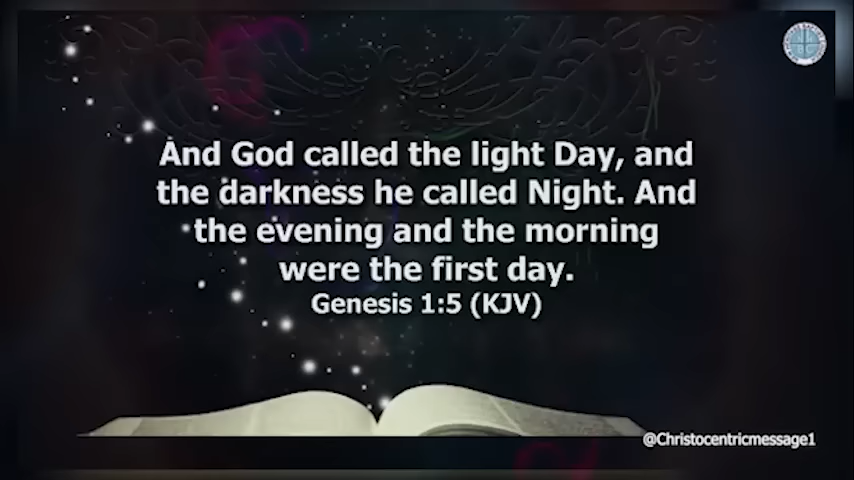 And God called the light Day, and
the darkness he called Night. And
the evening and the morning
were the first day.
Genesis 1:5 (KJV)
@Christocentricmessage1